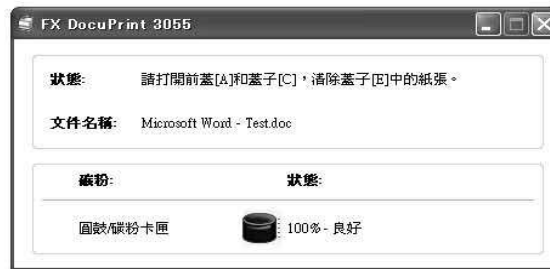 FX DocuPrint 3055
狀態: 請打開前蓋[A]和蓋子[C]，清除蓋子[E]中的紙張。
文件名稱: Microsoft Word - Test.doc
碳粉: 狀態:
圓鼓/碳粉卡匣 100% - 良好